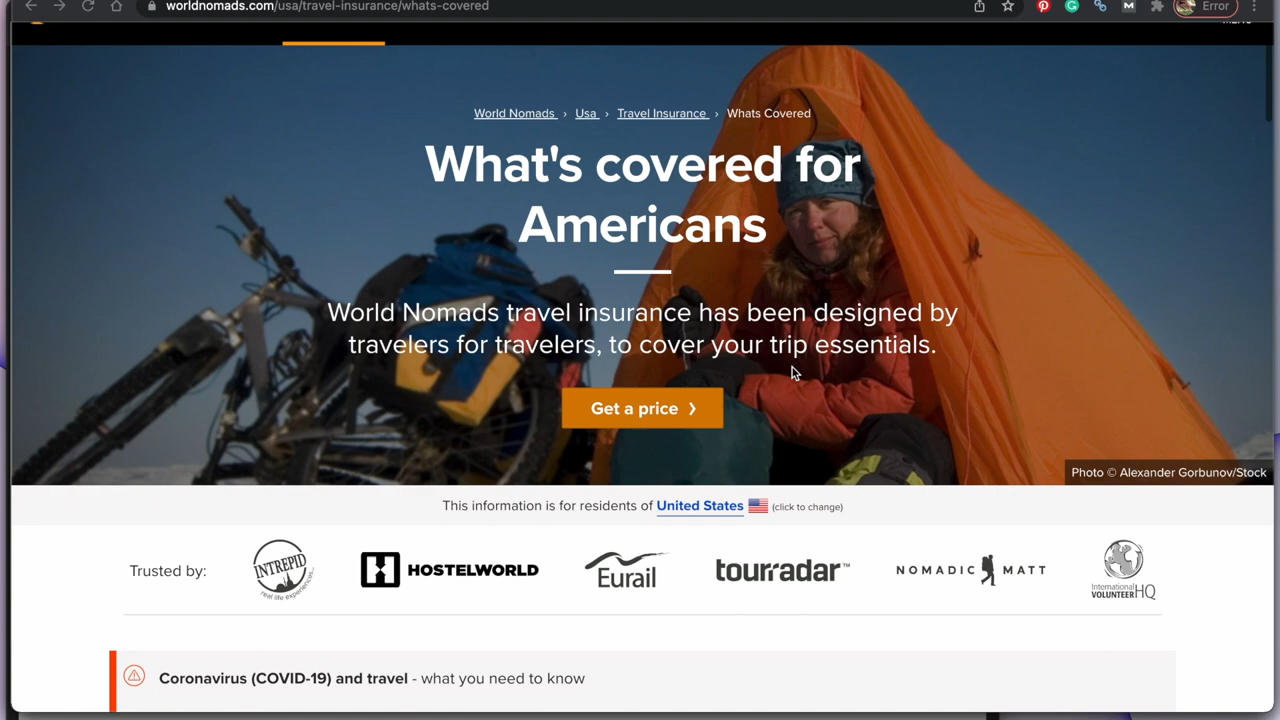 worldnomads.com/usa/travel-insurance/whats-covered
Error
World Nomads › Usa › Travel Insurance › Whats Covered
What's covered for
Americans
World Nomads travel insurance has been designed by
travelers for travelers, to cover your trip essentials.
Get a price ›
Photo © Alexander Gorbunov/Stock
This information is for residents of United States (click to change)
Trusted by: INTREPID real life experiences... H HOSTELWORLD Eurail tourradar™ NOMADIC MATT International VOLUNTEER HQ
Coronavirus (COVID-19) and travel - what you need to know